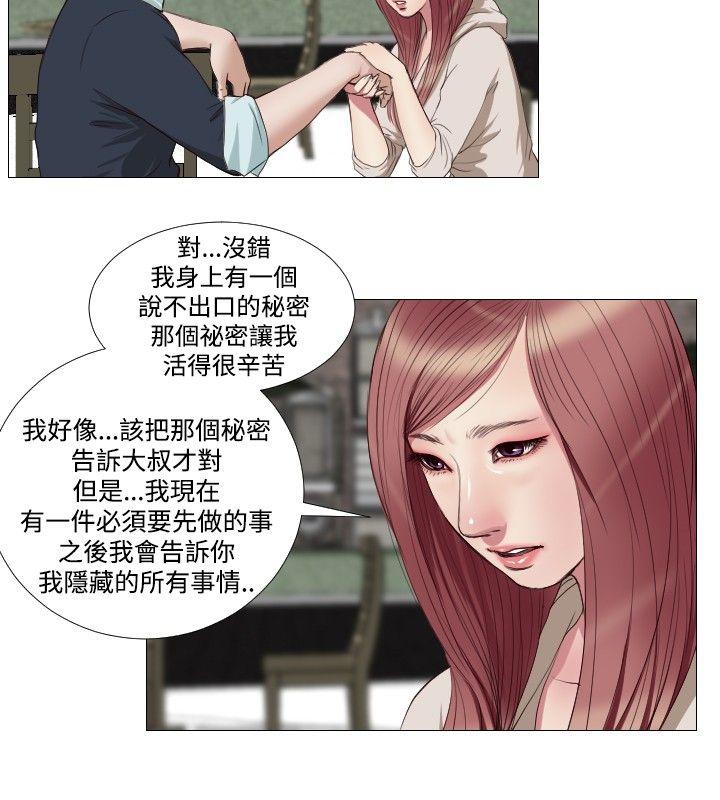 對...沒錯
我身上有一個
說不出口的秘密
那個祕密讓我
活得很辛苦
我好像...該把那個秘密
告訴大叔才對
但是...我現在
有一件必須要先做的事
之後我會告訴你
我隱藏的所有事情..